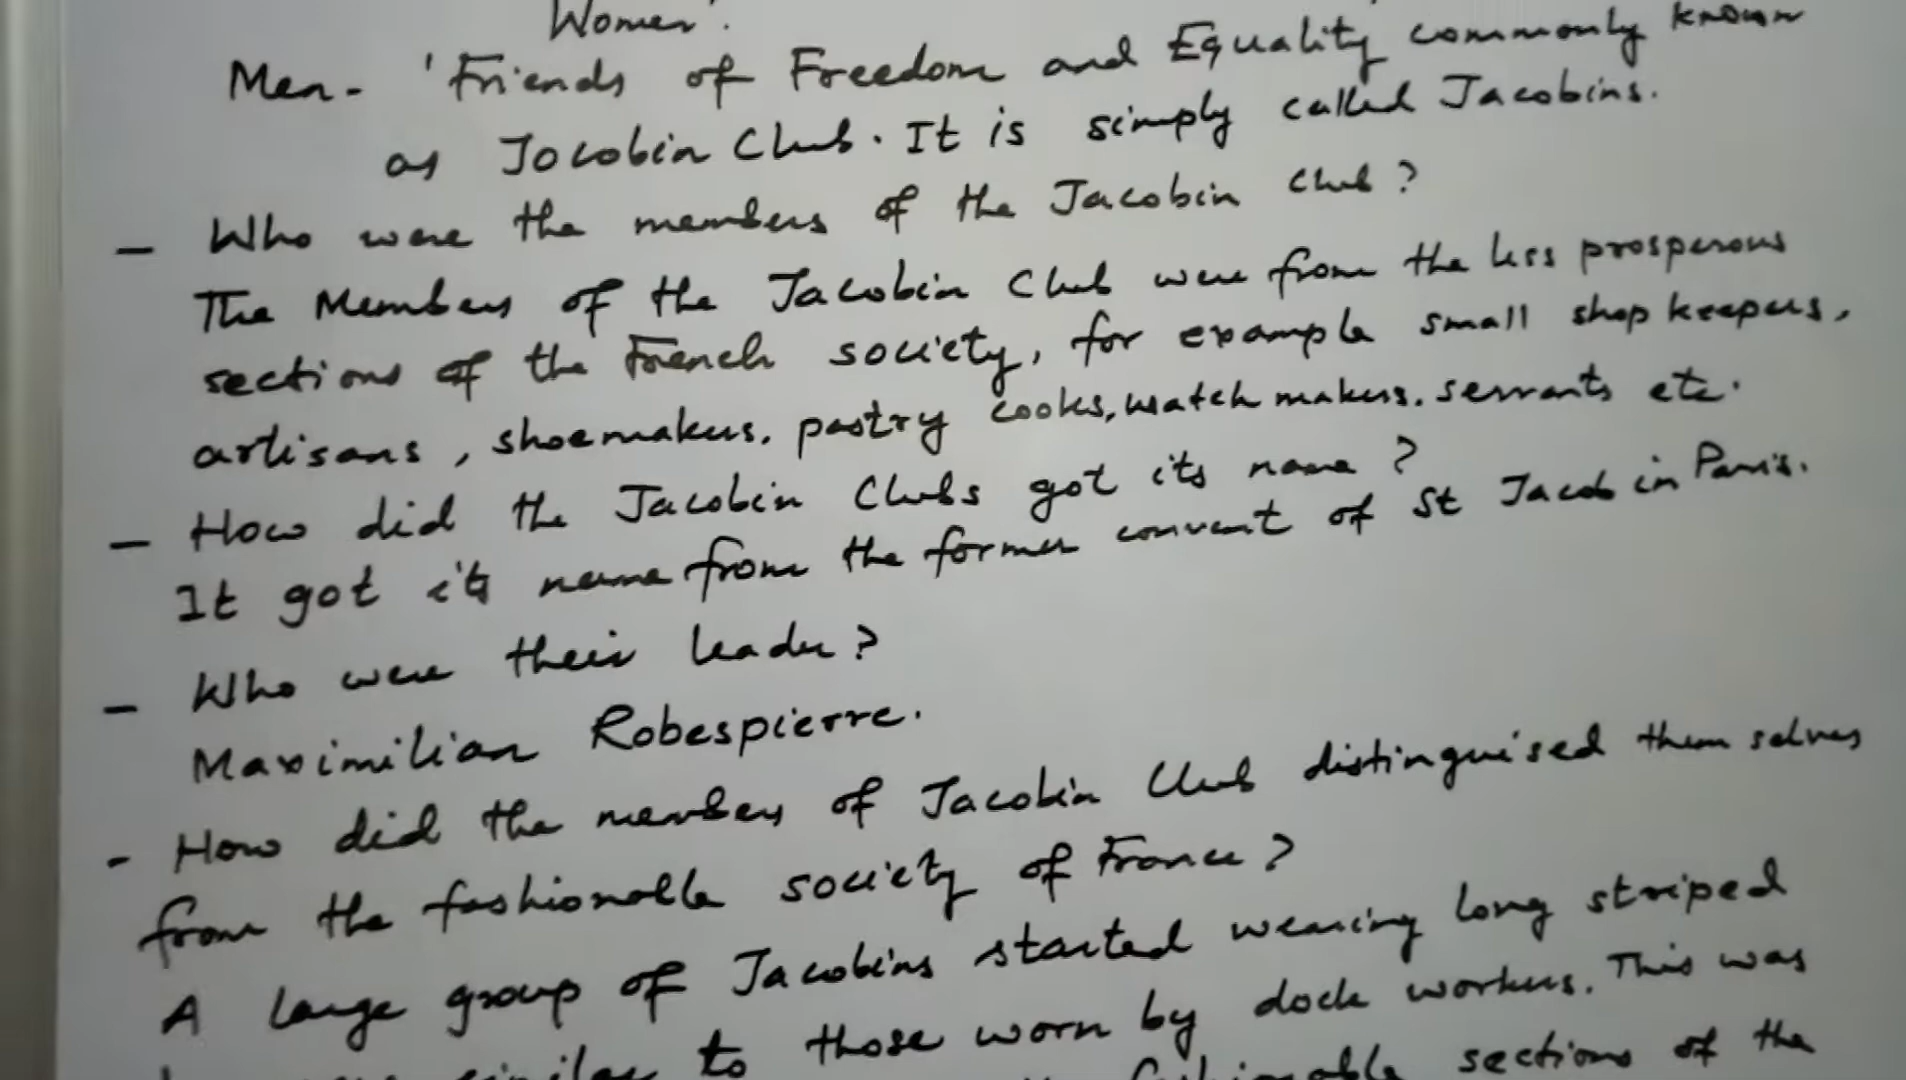 Women'.
Men - 'Friends of Freedom and Equality commonly known
as Jocobin Club. It is simply called Jacobins.
- Who were the members of the Jacobin Club?
The Members of the Jacobin Club were from the less prosperous
sections of the French society, for example small shop keepers,
artisans, shoemakers, pastry cooks, watch makers, servants etc.
- How did the Jacobin Clubs got its name?
It got its name from the former convent of St Jacob in Paris.
- Who were their leader?
Maximilian Robespierre.
- How did the members of Jacobin Club distinguised themselves
from the fashionable society of France?
A large group of Jacobins started wearing long striped
similar to those worn by dock workers. This was
fashionable sections of the